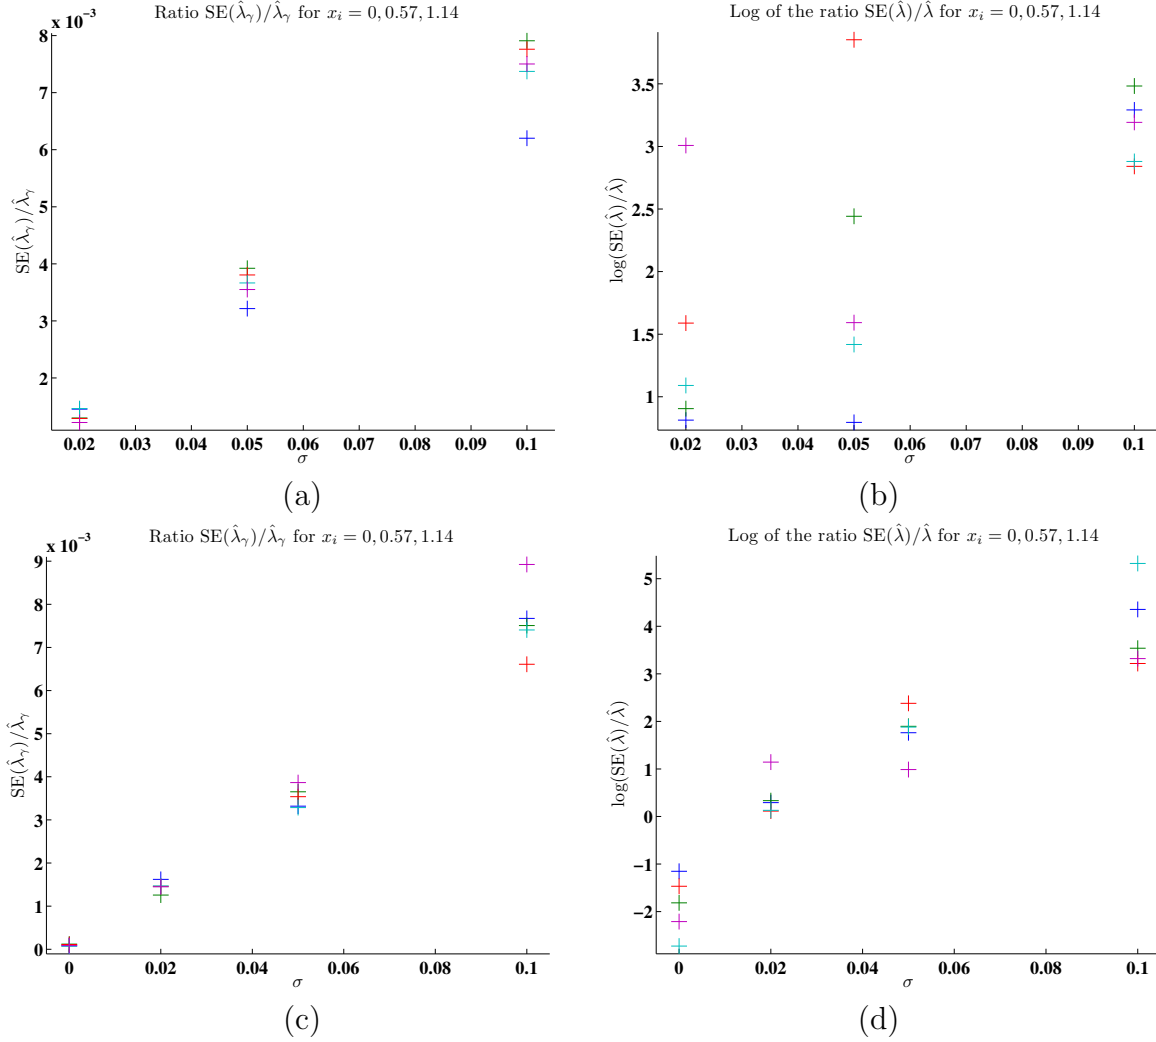 Ratio SE(λ̂_γ)/λ̂_γ for x_i = 0, 0.57, 1.14
x 10⁻³
8
7
6
5
4
3
2
SE(λ̂_γ)/λ̂_γ
0.02 0.03 0.04 0.05 0.06 0.07 0.08 0.09 0.1
σ
(a)
Log of the ratio SE(λ̂)/λ̂ for x_i = 0, 0.57, 1.14
3.5
3
2.5
2
1.5
1
log(SE(λ̂)/λ̂)
0.02 0.03 0.04 0.05 0.06 0.07 0.08 0.09 0.1
σ
(b)
Ratio SE(λ̂_γ)/λ̂_γ for x_i = 0, 0.57, 1.14
x 10⁻³
9
8
7
6
5
4
3
2
1
0
SE(λ̂_γ)/λ̂_γ
0 0.02 0.04 0.06 0.08 0.1
σ
(c)
Log of the ratio SE(λ̂)/λ̂ for x_i = 0, 0.57, 1.14
5
4
3
2
1
0
−1
−2
log(SE(λ̂)/λ̂)
0 0.02 0.04 0.06 0.08 0.1
σ
(d)